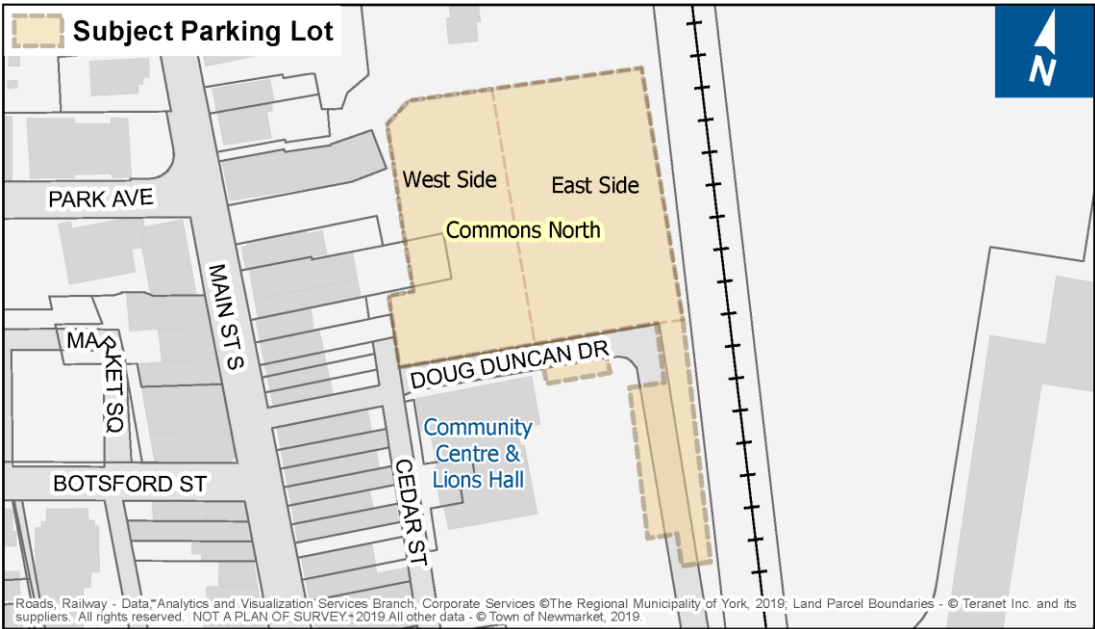 Subject Parking Lot
N
West Side
East Side
PARK AVE
Commons North
MAIN ST S
MARKET SQ
DOUG DUNCAN DR
Community
Centre &
Lions Hall
BOTSFORD ST
CEDAR ST
Roads, Railway - Data, Analytics and Visualization Services Branch, Corporate Services ©The Regional Municipality of York, 2019; Land Parcel Boundaries - © Teranet Inc. and its
suppliers. All rights reserved. NOT A PLAN OF SURVEY. 2019.All other data - © Town of Newmarket, 2019.